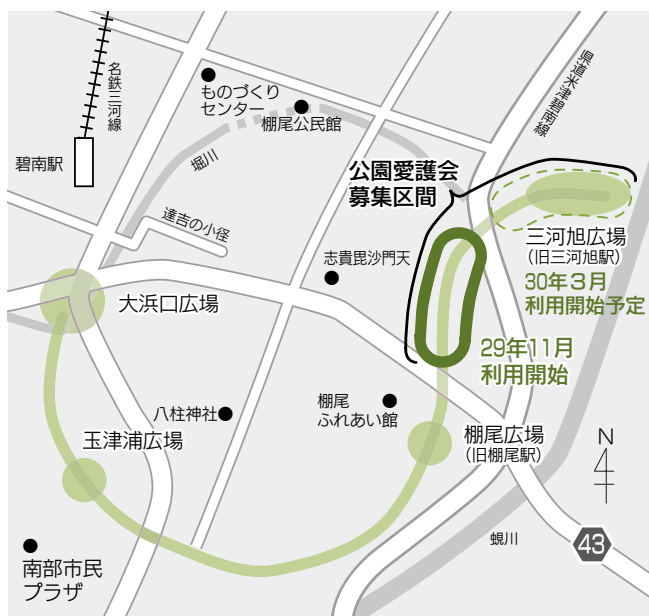 名鉄三河線
碧南駅
ものづくり
センター
棚尾公民館
堀川
県道米津碧南線
公園愛護会
募集区間
達吉の小径
志貴毘沙門天
三河旭広場
(旧三河旭駅)
30年3月
利用開始予定
大浜口広場
29年11月
利用開始
八柱神社
棚尾
ふれあい館
玉津浦広場
棚尾広場
(旧棚尾駅)
N
南部市民
プラザ
蜆川
43